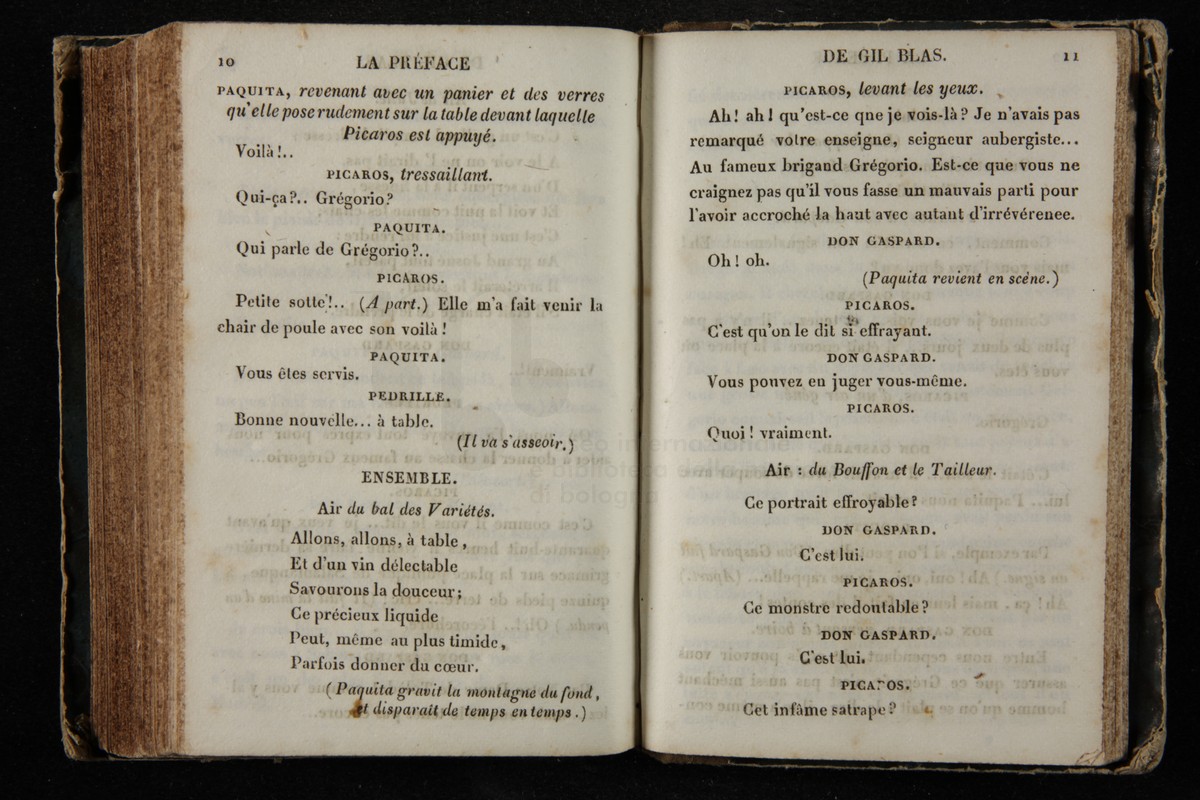 10 LA PRÉFACE
PAQUITA, revenant avec un panier et des verres
qu'elle pose rudement sur la table devant laquelle
Picaros est appuyé.
Voilà!..
PICAROS, tressaillant.
Qui-ça?.. Grégorio?
PAQUITA.
Qui parle de Grégorio?..
PICAROS.
Petite sotte!.. (A part.) Elle m'a fait venir la
chair de poule avec son voilà!
PAQUITA.
Vous êtes servis.
PEDRILLE.
Bonne nouvelle... à table.
(Il va s'asseoir.)
ENSEMBLE.
Air du bal des Variétés.
Allons, allons, à table,
Et d'un vin délectable
Savourons la douceur;
Ce précieux liquide
Peut, même au plus timide,
Parfois donner du cœur.
(Paquita gravit la montagne du fond,
et disparait de temps en temps.)
DE GIL BLAS. 11
PICAROS, levant les yeux.
Ah! ah! qu'est-ce que je vois-là? Je n'avais pas
remarqué votre enseigne, seigneur aubergiste...
Au fameux brigand Grégorio. Est-ce que vous ne
craignez pas qu'il vous fasse un mauvais parti pour
l'avoir accroché la haut avec autant d'irrévérenee.
DON GASPARD.
Oh! oh.
(Paquita revient en scéne.)
PICAROS.
C'est qu'on le dit si effrayant.
DON GASPARD.
Vous pouvez en juger vous-même.
PICAROS.
Quoi! vraiment.
Air : du Bouffon et le Tailleur.
Ce portrait effroyable?
DON GASPARD.
C'est lui.
PICAROS.
Ce monstre redoutable?
DON GASPARD.
C'est lui.
PICAROS.
Cet infâme satrape?